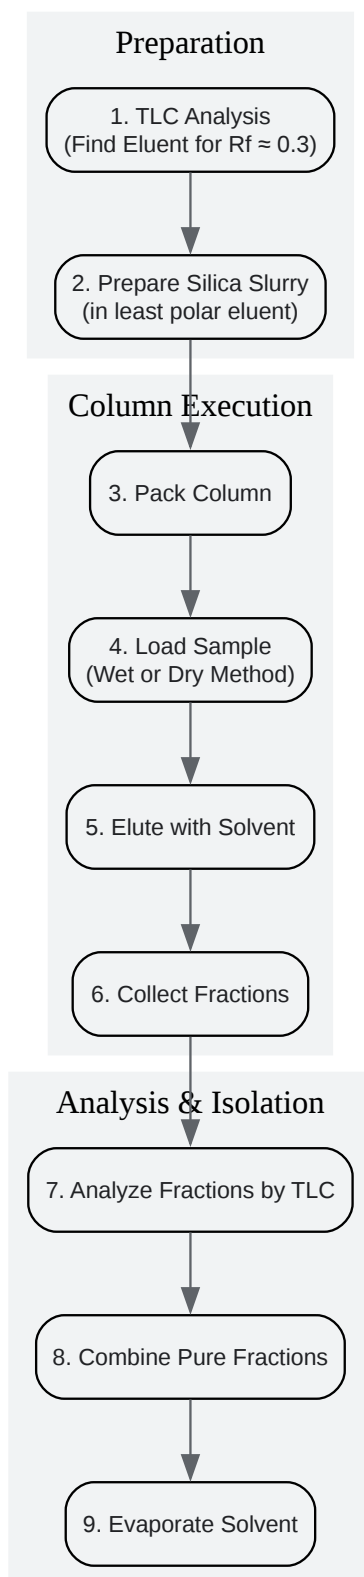 Preparation
1. TLC Analysis
(Find Eluent for Rf ≈ 0.3)
2. Prepare Silica Slurry
(in least polar eluent)
Column Execution
3. Pack Column
4. Load Sample
(Wet or Dry Method)
5. Elute with Solvent
6. Collect Fractions
Analysis & Isolation
7. Analyze Fractions by TLC
8. Combine Pure Fractions
9. Evaporate Solvent